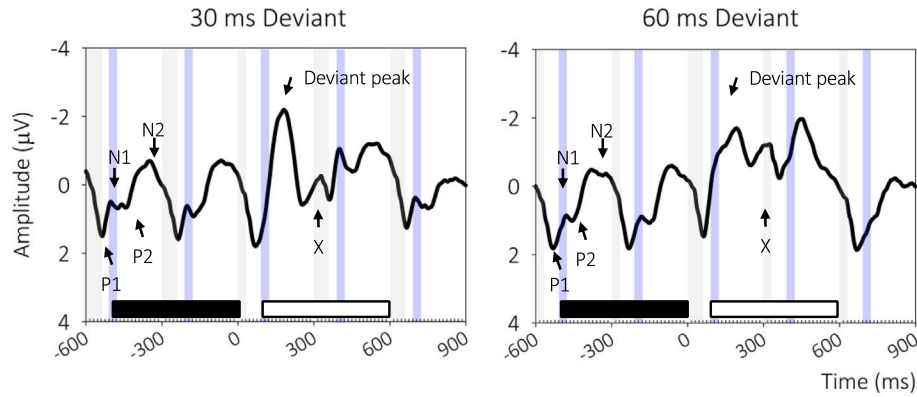 30 ms Deviant
60 ms Deviant
-4
-2
0
2
4
Amplitude (μV)
Deviant peak
N1
N2
P1
P2
X
-600
-300
0
300
600
900
-4
-2
0
2
4
Deviant peak
N1
N2
P1
P2
X
-600
-300
0
300
600
900
Time (ms)